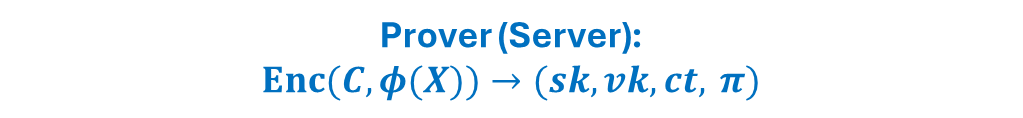 Prover (Server):
Enc(C, ϕ(X)) → (sk, vk, ct, π)